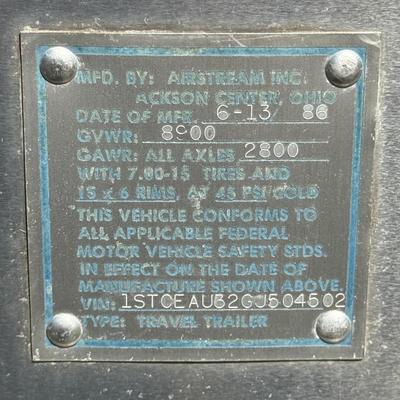 MFD. BY: AIRSTREAM INC.
ACKSON CENTER, OHIO
DATE OF MFR. 6-13/ 86
GVWR: 8900
GAWR: ALL AXLES 2800
WITH 7.00-15 TIRES AND
15 x 6 RIMS, AT 45 PSI/COLD
THIS VEHICLE CONFORMS TO
ALL APPLICABLE FEDERAL
MOTOR VEHICLE SAFETY STDS.
IN EFFECT ON THE DATE OF
MANUFACTURE SHOWN ABOVE.
VIN: 1STCEAU32GJ504502
TYPE: TRAVEL TRAILER